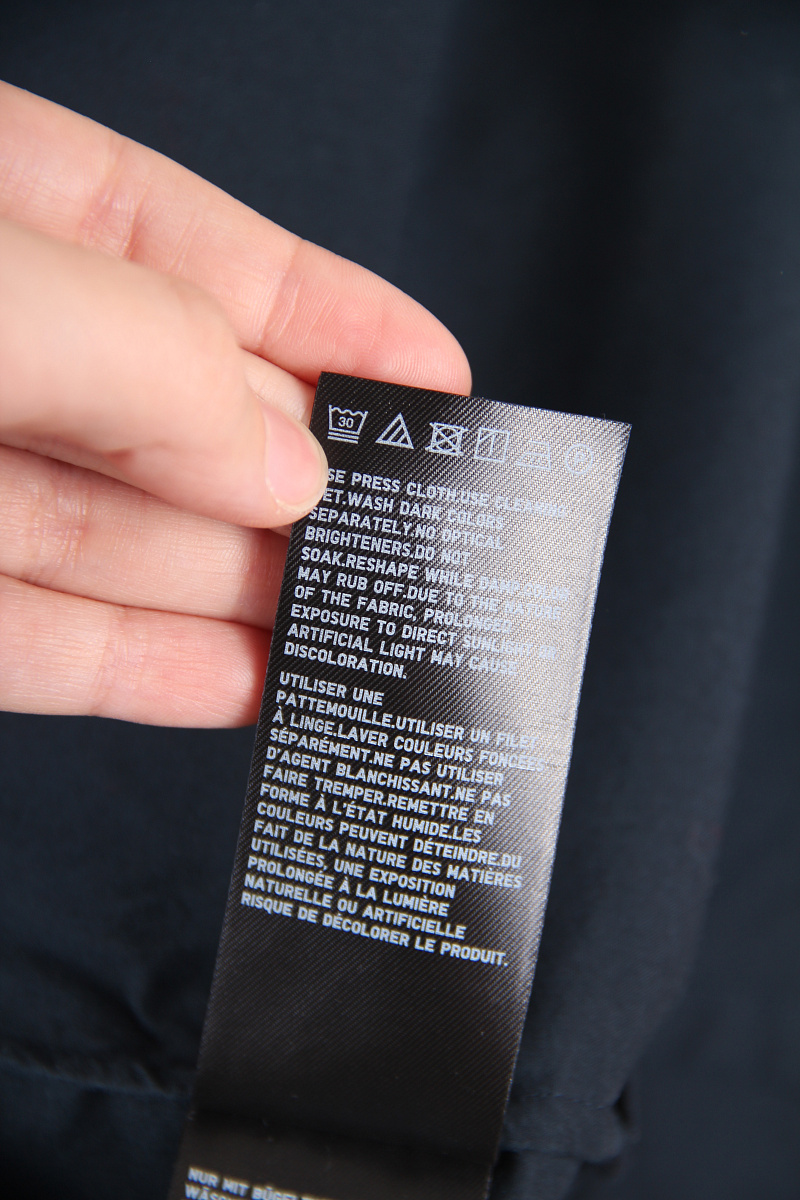 30
PRESS CLOTH.USE CLEANING
NET.WASH DARK COLORS
SEPARATELY.NO OPTICAL
BRIGHTENERS.DO NOT
SOAK.RESHAPE WHILE
MAY RUB OFF.DUE TO THE NATURE
OF THE FABRIC, PROLONGED
EXPOSURE TO DIRECT SUNLIGHT
ARTIFICIAL LIGHT MAY CAUSE
DISCOLORATION.
UTILISER UNE
PATTEMOUILLE.UTILISER UN FILET
À LINGE.LAVER COULEURS FONCÉES
SÉPARÉMENT.NE PAS UTILISER
D'AGENT BLANCHISSANT.NE PAS
FAIRE TREMPER.REMETTRE EN
FORME À L'ÉTAT HUMIDE.LES
COULEURS PEUVENT DÉTEINDRE.DU
FAIT DE LA NATURE DES MATIÈRES
UTILISÉES, UNE EXPOSITION
PROLONGÉE À LA LUMIÈRE
NATURELLE OU ARTIFICIELLE
RISQUE DE DÉCOLORER LE PRODUIT.
NUR MIT